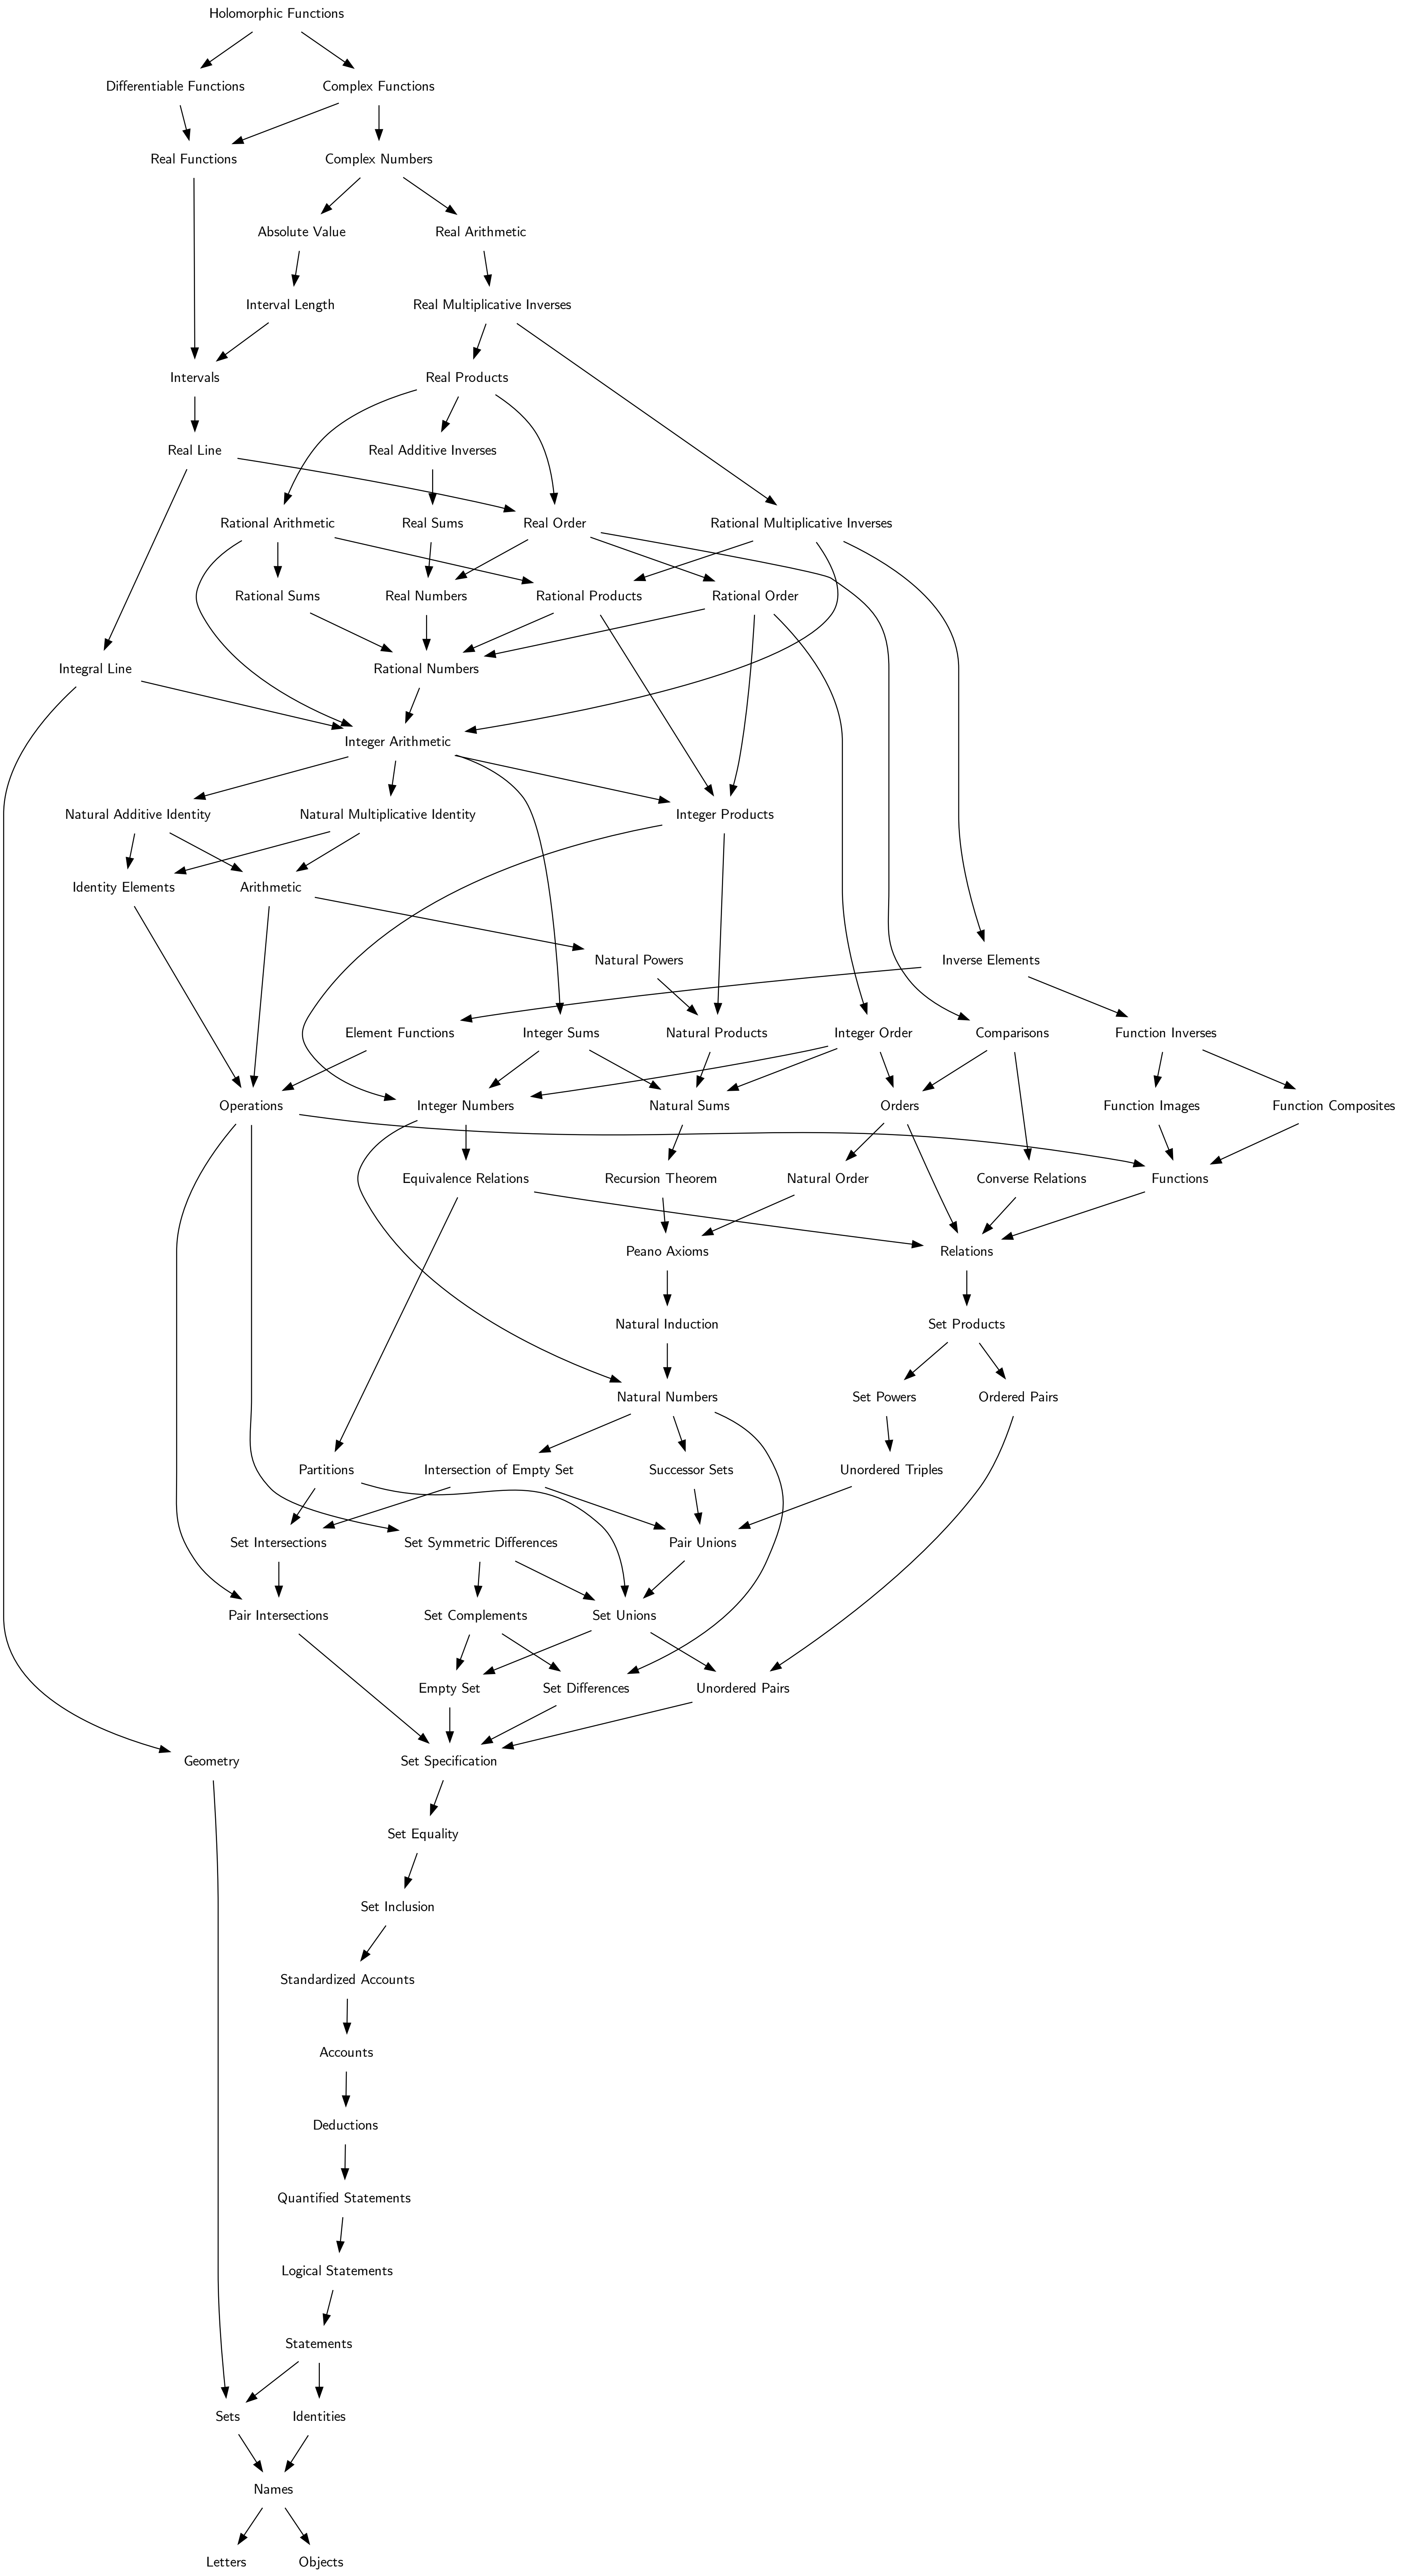 Holomorphic Functions
Differentiable Functions
Complex Functions
Real Functions
Complex Numbers
Absolute Value
Real Arithmetic
Interval Length
Real Multiplicative Inverses
Intervals
Real Products
Real Line
Real Additive Inverses
Rational Arithmetic
Real Sums
Real Order
Rational Multiplicative Inverses
Rational Sums
Real Numbers
Rational Products
Rational Order
Integral Line
Rational Numbers
Integer Arithmetic
Natural Additive Identity
Natural Multiplicative Identity
Integer Products
Identity Elements
Arithmetic
Natural Powers
Inverse Elements
Element Functions
Integer Sums
Natural Products
Integer Order
Comparisons
Function Inverses
Operations
Integer Numbers
Natural Sums
Orders
Function Images
Function Composites
Equivalence Relations
Recursion Theorem
Natural Order
Converse Relations
Functions
Peano Axioms
Relations
Natural Induction
Set Products
Natural Numbers
Set Powers
Ordered Pairs
Partitions
Intersection of Empty Set
Successor Sets
Unordered Triples
Set Intersections
Set Symmetric Differences
Pair Unions
Pair Intersections
Set Complements
Set Unions
Empty Set
Set Differences
Unordered Pairs
Geometry
Set Specification
Set Equality
Set Inclusion
Standardized Accounts
Accounts
Deductions
Quantified Statements
Logical Statements
Statements
Sets
Identities
Names
Letters
Objects